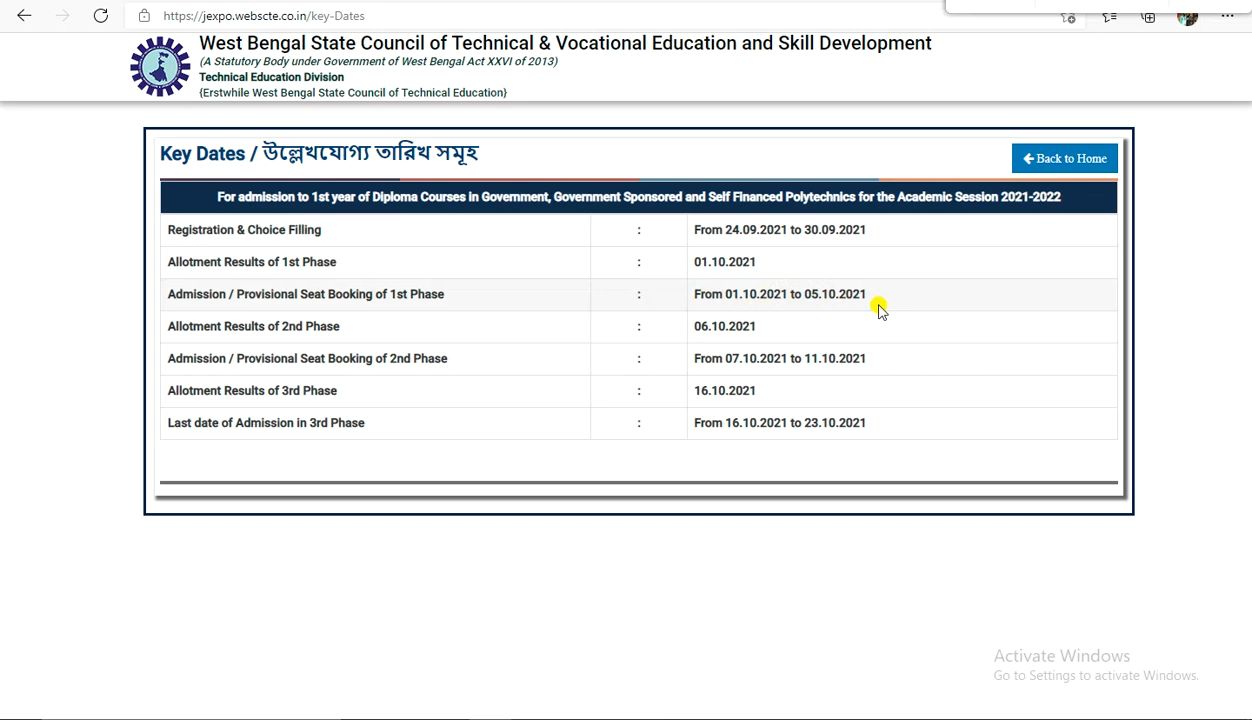 https://jexpo.webscte.co.in/key-Dates
West Bengal State Council of Technical & Vocational Education and Skill Development
(A Statutory Body under Government of West Bengal Act XXVI of 2013)
Technical Education Division
{Erstwhile West Bengal State Council of Technical Education}
Key Dates / উল্লেখযোগ্য তারিখ সমূহ
Back to Home
For admission to 1st year of Diploma Courses in Government, Government Sponsored and Self Financed Polytechnics for the Academic Session 2021-2022
Registration & Choice Filling : From 24.09.2021 to 30.09.2021
Allotment Results of 1st Phase : 01.10.2021
Admission / Provisional Seat Booking of 1st Phase : From 01.10.2021 to 05.10.2021
Allotment Results of 2nd Phase : 06.10.2021
Admission / Provisional Seat Booking of 2nd Phase : From 07.10.2021 to 11.10.2021
Allotment Results of 3rd Phase : 16.10.2021
Last date of Admission in 3rd Phase : From 16.10.2021 to 23.10.2021
Activate Windows
Go to Settings to activate Windows.